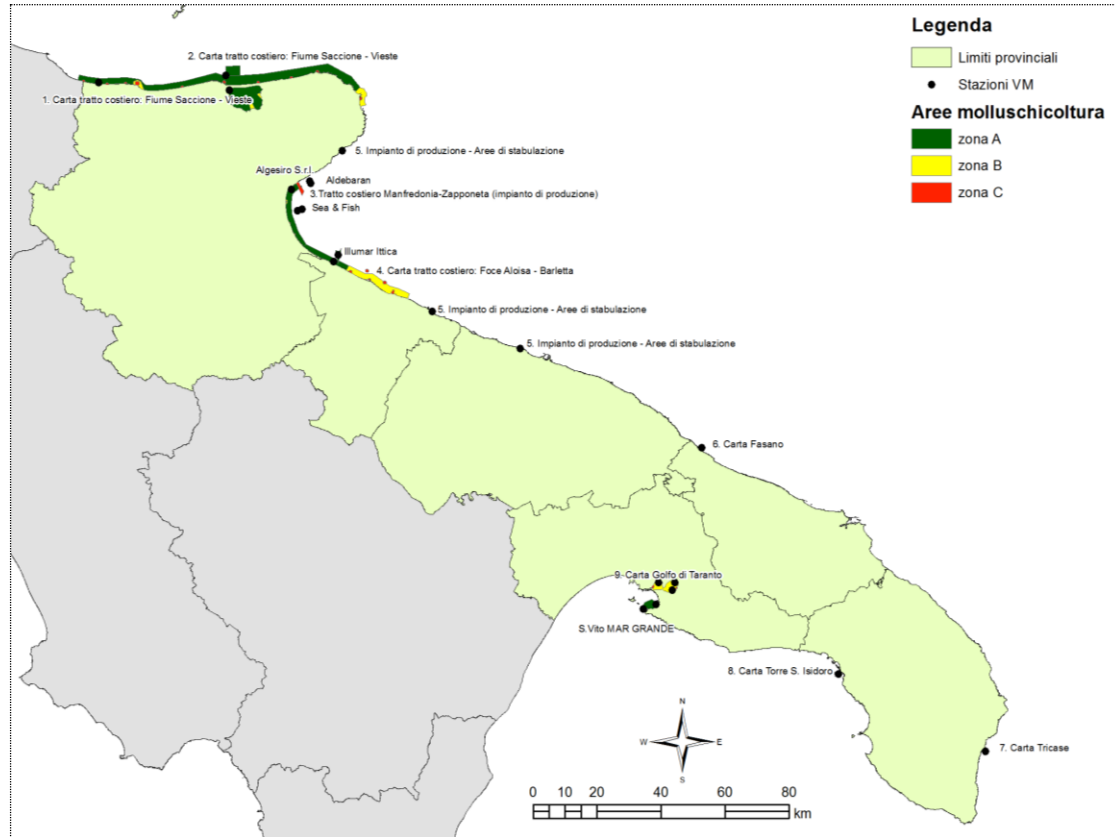 Legenda
Limiti provinciali
Stazioni VM
Aree molluschicoltura
zona A
zona B
zona C
2. Carta tratto costiero: Fiume Saccione - Vieste
1. Carta tratto costiero: Fiume Saccione - Vieste
5. Impianto di produzione - Aree di stabulazione
Algesiro S.r.l
Aldebaran
3.Tratto costiero Manfredonia-Zapponeta (impianto di produzione)
Sea & Fish
Illumar Ittica
4. Carta tratto costiero: Foce Aloisa - Barletta
5. Impianto di produzione - Aree di stabulazione
5. Impianto di produzione - Aree di stabulazione
6. Carta Fasano
9. Carta Golfo di Taranto
S.Vito MAR GRANDE
8. Carta Torre S. Isidoro
7. Carta Tricase
N
W E
S
0 10 20 40 60 80
km